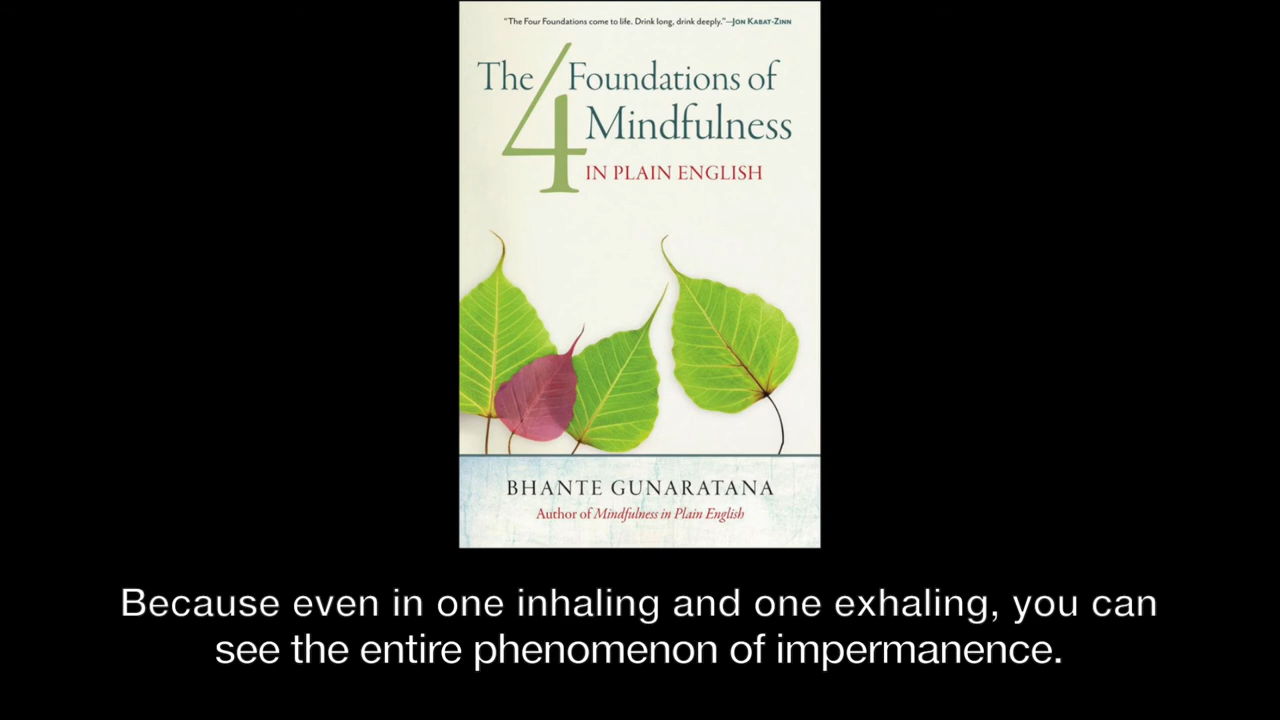 "The Four Foundations come to life. Drink long, drink deeply."—Jon Kabat-Zinn
The 4 Foundations of
Mindfulness
IN PLAIN ENGLISH
BHANTE GUNARATANA
Author of Mindfulness in Plain English
Because even in one inhaling and one exhaling, you can
see the entire phenomenon of impermanence.